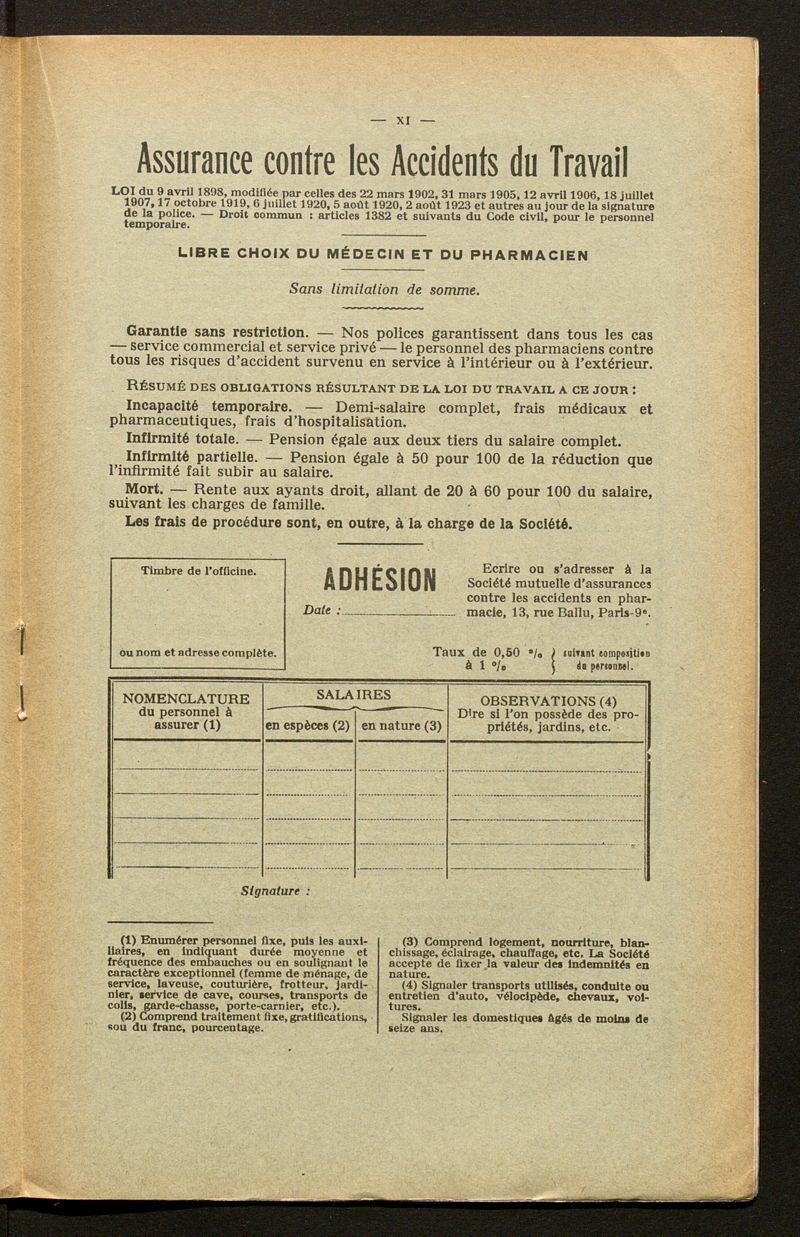 — XI —
Assurance contre les Accidents du Travail
LOI du 9 avril 1898, modifiée par celles des 22 mars 1902, 31 mars 1905, 12 avril 1906, 18 juillet
1907, 17 octobre 1919, 6 juillet 1920, 5 août 1920, 2 août 1923 et autres au jour de la signature
de la police. — Droit commun : articles 1382 et suivants du Code civil, pour le personnel
temporaire.
LIBRE CHOIX DU MÉDECIN ET DU PHARMACIEN
Sans limitation de somme.
Garantie sans restriction. — Nos polices garantissent dans tous les cas
— service commercial et service privé — le personnel des pharmaciens contre
tous les risques d'accident survenu en service à l'intérieur ou à l'extérieur.
RÉSUMÉ DES OBLIGATIONS RÉSULTANT DE LA LOI DU TRAVAIL A CE JOUR :
Incapacité temporaire. — Demi-salaire complet, frais médicaux et
pharmaceutiques, frais d'hospitalisation.
Infirmité totale. — Pension égale aux deux tiers du salaire complet.
Infirmité partielle. — Pension égale à 50 pour 100 de la réduction que
l'infirmité fait subir au salaire.
Mort. — Rente aux ayants droit, allant de 20 à 60 pour 100 du salaire,
suivant les charges de famille.
Les frais de procédure sont, en outre, à la charge de la Société.
Timbre de l'officine.
ou nom et adresse complète.
ADHÉSION
Date :
Ecrire ou s'adresser à la
Société mutuelle d'assurances
contre les accidents en phar-
macie, 13, rue Ballu, Paris-9e.
Taux de 0,50 % } suivant composition
à 1 % } du personnel.
NOMENCLATURE
du personnel à
assurer (1)
SALAIRES
en espèces (2)
en nature (3)
OBSERVATIONS (4)
Dire si l'on possède des pro-
priétés, jardins, etc.
Signature :
(1) Enumérer personnel fixe, puis les auxi-
liaires, en indiquant durée moyenne et
fréquence des embauches ou en soulignant le
caractère exceptionnel (femme de ménage, de
service, laveuse, couturière, frotteur, jardi-
nier, service de cave, courses, transports de
colis, garde-chasse, porte-carnier, etc.).
(2) Comprend traitement fixe, gratifications,
sou du franc, pourcentage.
(3) Comprend logement, nourriture, blan-
chissage, éclairage, chauffage, etc. La Société
accepte de fixer la valeur des indemnités en
nature.
(4) Signaler transports utilisés, conduite ou
entretien d'auto, vélocipède, chevaux, voi-
tures.
Signaler les domestiques âgés de moins de
seize ans.